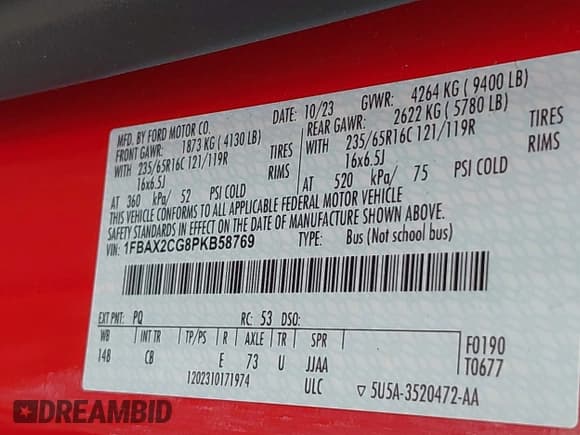 MFD. BY FORD MOTOR CO. DATE: 10/23 GVWR: 4264 KG ( 9400 LB)
FRONT GAWR: 1873 KG ( 4130 LB) REAR GAWR: 2622 KG ( 5780 LB)
WITH 235/65R16C 121/119R TIRES WITH 235/65R16C 121/119R TIRES
16x6.5J RIMS 16x6.5J RIMS
AT 360 kPa/ 52 PSI COLD AT 520 kPa/ 75 PSI COLD
THIS VEHICLE CONFORMS TO ALL APPLICABLE FEDERAL MOTOR VEHICLE
SAFETY STANDARDS IN EFFECT ON THE DATE OF MANUFACTURE SHOWN ABOVE.
VIN: 1FBAX2CG8PKB58769 TYPE: Bus (Not school bus)
EXT PNT: PQ RC: 53 DSO:
WB INT TR TP/PS R AXLE TR SPR F0190
148 CB E 73 U JJAA T0677
1202310171974 ULC ▽ 5U5A-3520472-AA
DREAMBID